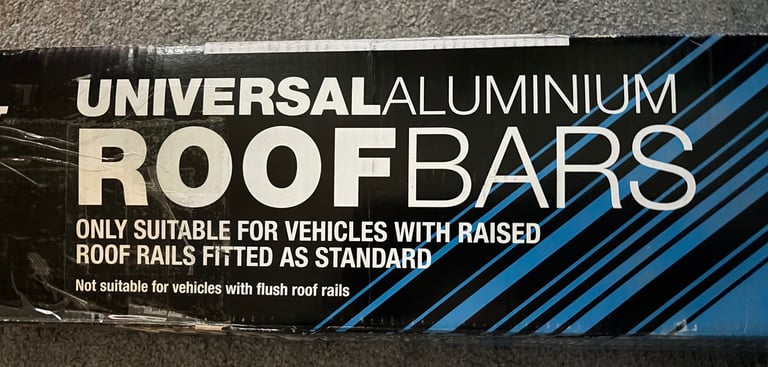 UNIVERSALALUMINIUM
ROOFBARS
ONLY SUITABLE FOR VEHICLES WITH RAISED
ROOF RAILS FITTED AS STANDARD
Not suitable for vehicles with flush roof rails